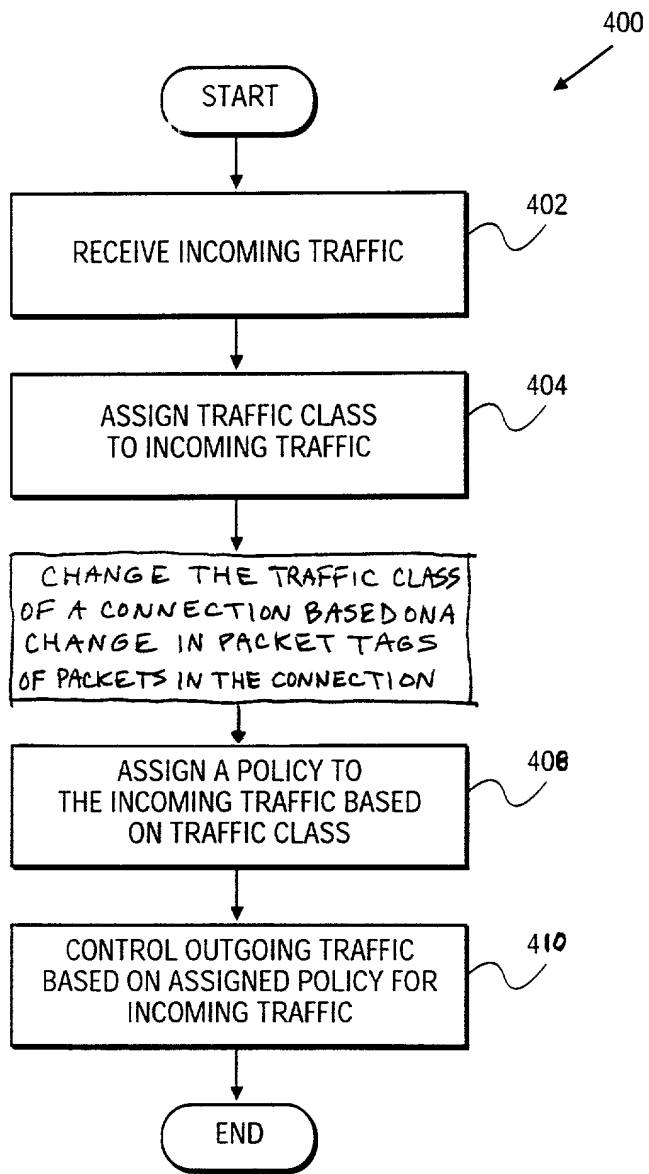 400
START
RECEIVE INCOMING TRAFFIC
402
ASSIGN TRAFFIC CLASS
TO INCOMING TRAFFIC
404
CHANGE THE TRAFFIC CLASS
OF A CONNECTION BASED ON A
CHANGE IN PACKET TAGS
OF PACKETS IN THE CONNECTION
ASSIGN A POLICY TO
THE INCOMING TRAFFIC BASED
ON TRAFFIC CLASS
408
CONTROL OUTGOING TRAFFIC
BASED ON ASSIGNED POLICY FOR
INCOMING TRAFFIC
410
END